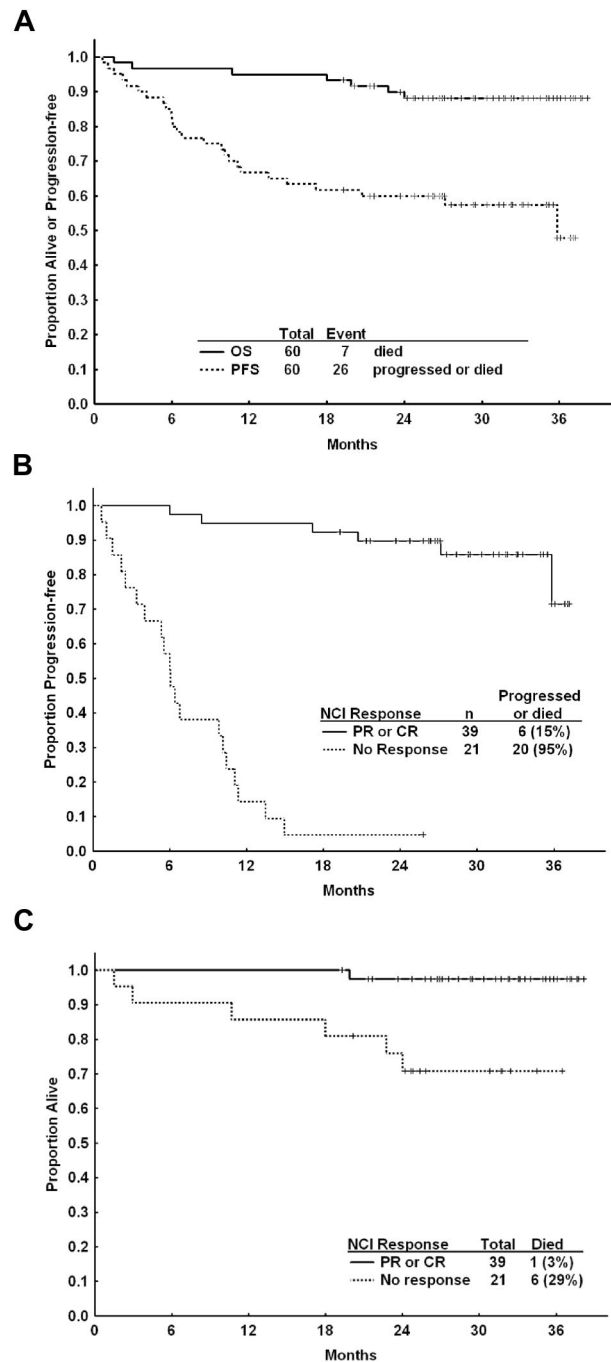 A
Proportion Alive or Progression-free
1.0
0.9
0.8
0.7
0.6
0.5
0.4
0.3
0.2
0.1
0.0
Total Event
OS 60 7 died
PFS 60 26 progressed or died
0 6 12 18 24 30 36
Months
B
Proportion Progression-free
1.0
0.9
0.8
0.7
0.6
0.5
0.4
0.3
0.2
0.1
0.0
Progressed
NCI Response n or died
PR or CR 39 6 (15%)
No Response 21 20 (95%)
0 6 12 18 24 30 36
Months
C
Proportion Alive
1.0
0.9
0.8
0.7
0.6
0.5
0.4
0.3
0.2
0.1
0.0
NCI Response Total Died
PR or CR 39 1 (3%)
No response 21 6 (29%)
0 6 12 18 24 30 36
Months